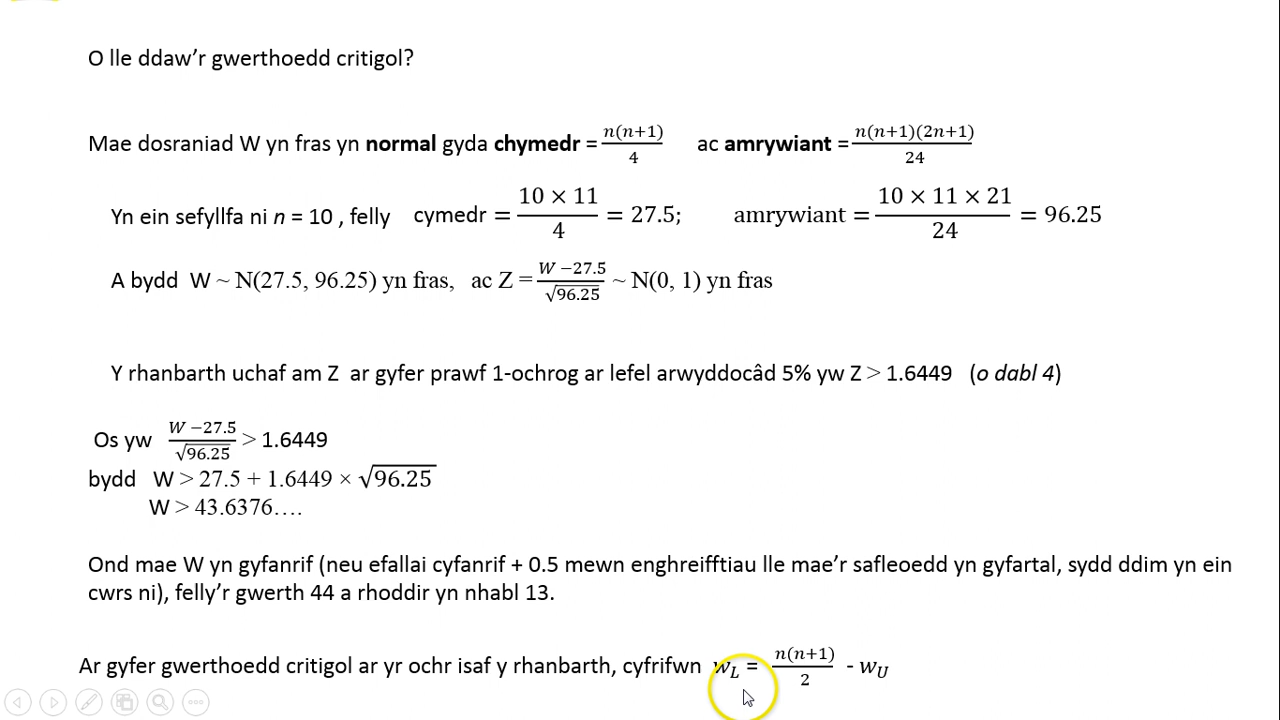 O lle ddaw’r gwerthoedd critigol?
Mae dosraniad W yn fras yn normal gyda chymedr = n(n+1)/4 ac amrywiant = n(n+1)(2n+1)/24
Yn ein sefyllfa ni n = 10 , felly cymedr = 10 × 11/4 = 27.5; amrywiant = 10 × 11 × 21/24 = 96.25
A bydd W ~ N(27.5, 96.25) yn fras, ac Z = W −27.5/√96.25 ~ N(0, 1) yn fras
Y rhanbarth uchaf am Z ar gyfer prawf 1-ochrog ar lefel arwyddocâd 5% yw Z > 1.6449 (o dabl 4)
Os yw W −27.5/√96.25 > 1.6449
bydd W > 27.5 + 1.6449 × √96.25
W > 43.6376….
Ond mae W yn gyfanrif (neu efallai cyfanrif + 0.5 mewn enghreifftiau lle mae’r safleoedd yn gyfartal, sydd ddim yn ein
cwrs ni), felly’r gwerth 44 a rhoddir yn nhabl 13.
Ar gyfer gwerthoedd critigol ar yr ochr isaf y rhanbarth, cyfrifwn w_L = n(n+1)/2 - w_U